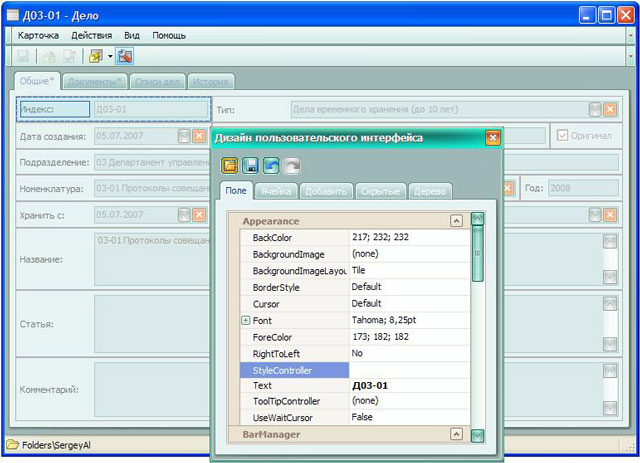 Д03-01 - Дело
Карточка Действия Вид Помощь
Общие* Документы* Описи дел История
Индекс: Д03-01 Тип: Дела временного хранения (до 10 лет)
Дата создания: 05.07.2007 Оригинал
Подразделение: 03 Департамент управлени
Номенклатура: 03-01 Протоколы совещан Год: 2008
Хранить с: 05.07.2007
Название: 03-01 Протоколы совещан
Статья:
Комментарий:
Folders\SergeyAl
Дизайн пользовательского интерфейса
Поле Ячейка Добавить Скрытые Дерево
Appearance
BackColor 217; 232; 232
BackgroundImage (none)
BackgroundImageLayou Tile
BorderStyle Default
Cursor Default
Font Tahoma; 8,25pt
ForeColor 173; 182; 182
RightToLeft No
StyleController
Text Д03-01
ToolTipController (none)
UseWaitCursor False
BarManager